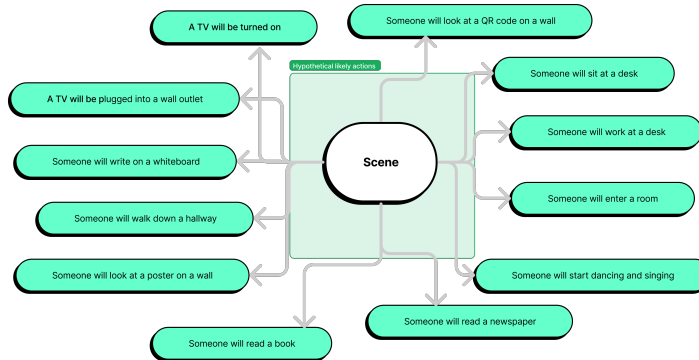 Someone will look at a QR code on a wall
A TV will be turned on
Hypothetical likely actions
Someone will sit at a desk
A TV will be plugged into a wall outlet
Someone will work at a desk
Someone will write on a whiteboard
Scene
Someone will enter a room
Someone will walk down a hallway
Someone will look at a poster on a wall
Someone will start dancing and singing
Someone will read a newspaper
Someone will read a book